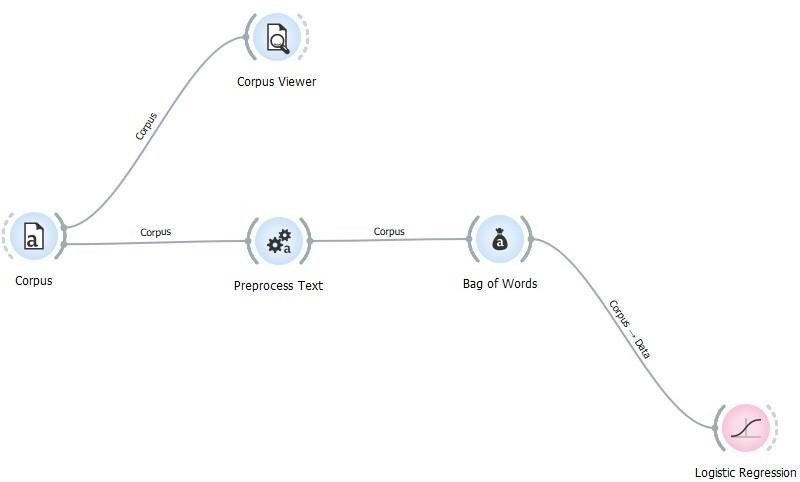 Corpus Viewer
Corpus
Corpus
Corpus
Corpus
Preprocess Text
Bag of Words
Corpus → Data
Logistic Regression